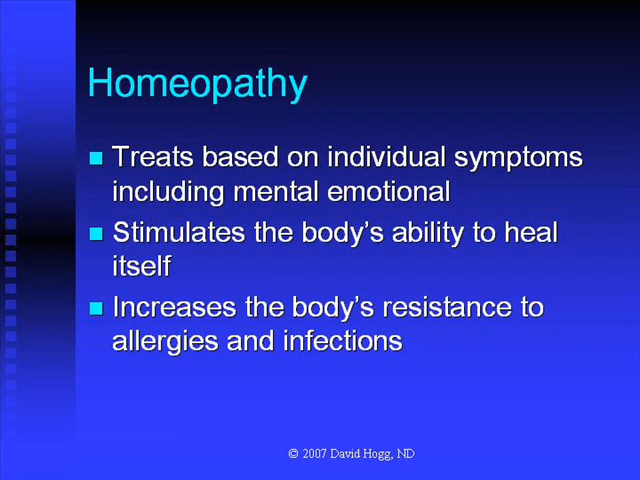 Homeopathy
Treats based on individual symptoms
including mental emotional
Stimulates the body's ability to heal
itself
Increases the body's resistance to
allergies and infections
© 2007 David Hogg, ND